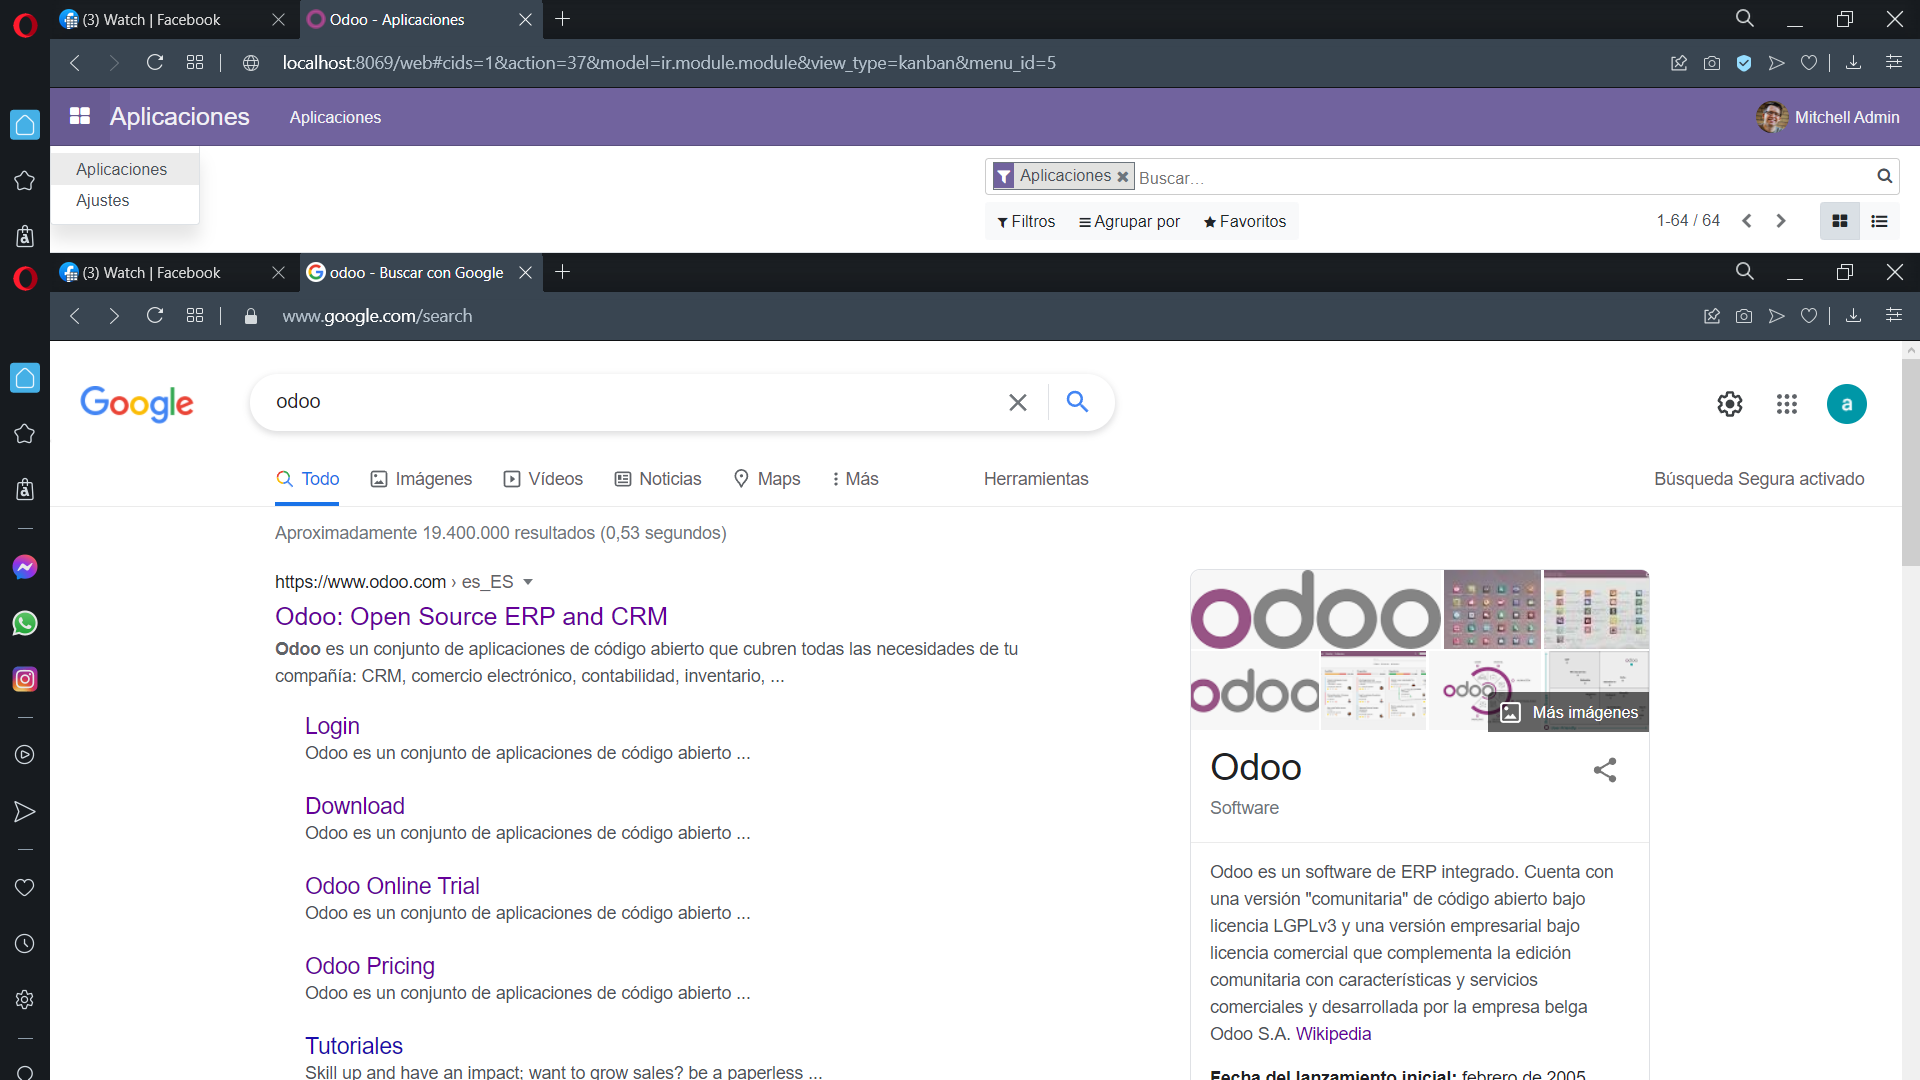 (3) Watch | Facebook
Odoo - Aplicaciones
localhost:8069/web#cids=1&action=37&model=ir.module.module&view_type=kanban&menu_id=5
Aplicaciones
Aplicaciones
Mitchell Admin
Aplicaciones
Ajustes
Aplicaciones
Buscar...
Filtros
Agrupar por
Favoritos
1-64 / 64
(3) Watch | Facebook
odoo - Buscar con Google
www.google.com/search
Google
odoo
a
Todo
Imágenes
Vídeos
Noticias
Maps
Más
Herramientas
Búsqueda Segura activado
Aproximadamente 19.400.000 resultados (0,53 segundos)
https://www.odoo.com › es_ES
Odoo: Open Source ERP and CRM
Odoo es un conjunto de aplicaciones de código abierto que cubren todas las necesidades de tu
compañía: CRM, comercio electrónico, contabilidad, inventario, ...
Login
Odoo es un conjunto de aplicaciones de código abierto ...
Download
Odoo es un conjunto de aplicaciones de código abierto ...
Odoo Online Trial
Odoo es un conjunto de aplicaciones de código abierto ...
Odoo Pricing
Odoo es un conjunto de aplicaciones de código abierto ...
Tutoriales
Skill up and have an impact; want to grow sales? be a paperless ...
odoo
odoo
odoo
Más imágenes
Odoo
Software
Odoo es un software de ERP integrado. Cuenta con
una versión "comunitaria" de código abierto bajo
licencia LGPLv3 y una versión empresarial bajo
licencia comercial que complementa la edición
comunitaria con características y servicios
comerciales y desarrollada por la empresa belga
Odoo S.A. Wikipedia
Fecha del lanzamiento inicial: febrero de 2005